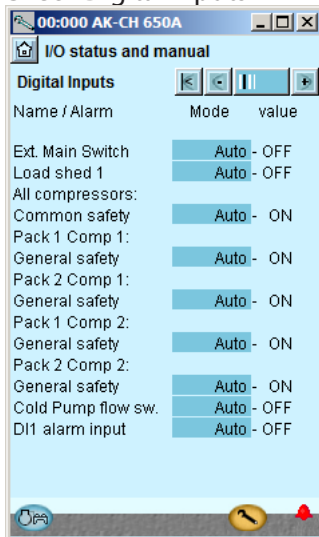 00:000 AK-CH 650A
I/O status and manual
Digital Inputs
Name / Alarm Mode value
Ext. Main Switch Auto - OFF
Load shed 1 Auto - OFF
All compressors:
Common safety Auto - ON
Pack 1 Comp 1:
General safety Auto - ON
Pack 2 Comp 1:
General safety Auto - ON
Pack 1 Comp 2:
General safety Auto - ON
Pack 2 Comp 2:
General safety Auto - ON
Cold Pump flow sw. Auto - OFF
DI1 alarm input Auto - OFF